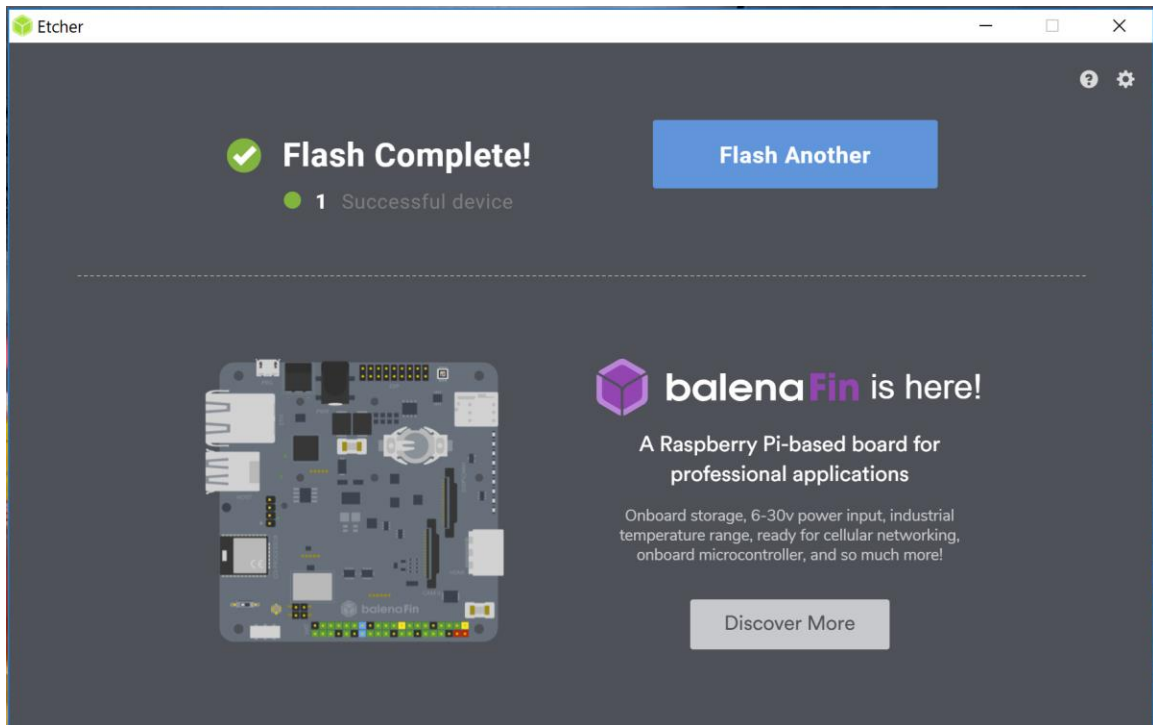 Etcher
Flash Complete!
1 Successful device
Flash Another
balenaFin is here!
A Raspberry Pi-based board for
professional applications
Onboard storage, 6-30v power input, industrial
temperature range, ready for cellular networking,
onboard microcontroller, and so much more!
Discover More
balenaFin